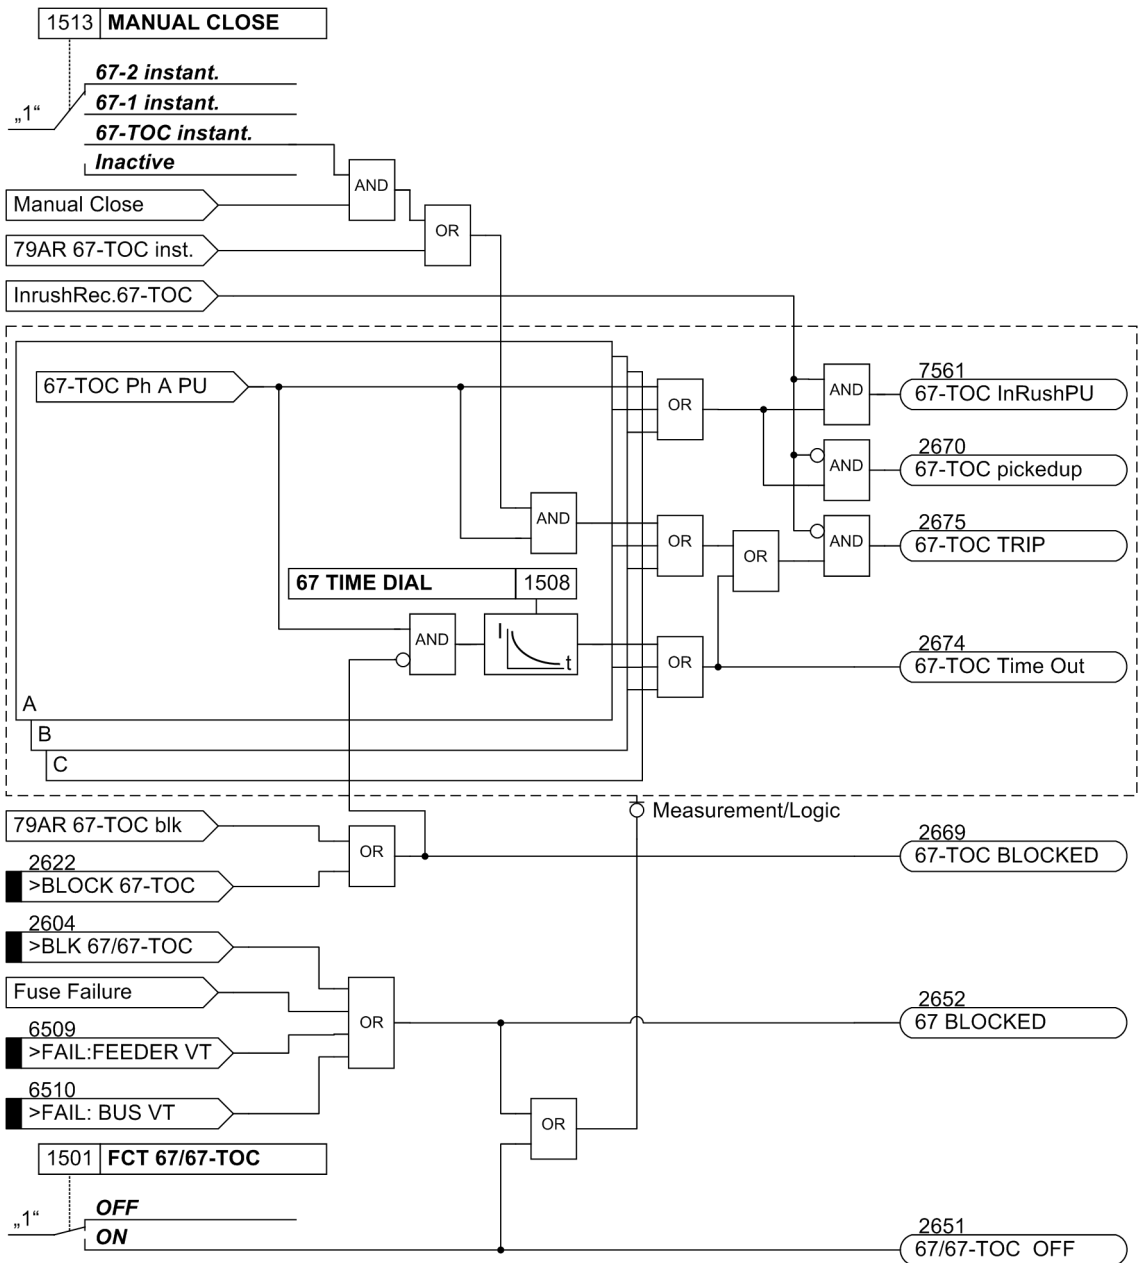 1513 MANUAL CLOSE
67-2 instant.
„1“
67-1 instant.
67-TOC instant.
Inactive
AND
Manual Close
OR
79AR 67-TOC inst.
InrushRec.67-TOC
7561
67-TOC Ph A PU
OR
AND
67-TOC InRushPU
2670
AND
67-TOC pickedup
2675
AND
OR
OR
AND
67-TOC TRIP
67 TIME DIAL 1508
AND
I
t
OR
2674
67-TOC Time Out
A
B
C
Measurement/Logic
79AR 67-TOC blk
OR
2669
67-TOC BLOCKED
2622
>BLOCK 67-TOC
2604
>BLK 67/67-TOC
Fuse Failure
OR
2652
67 BLOCKED
6509
>FAIL:FEEDER VT
6510
>FAIL: BUS VT
OR
1501 FCT 67/67-TOC
OFF
„1“
ON
2651
67/67-TOC OFF